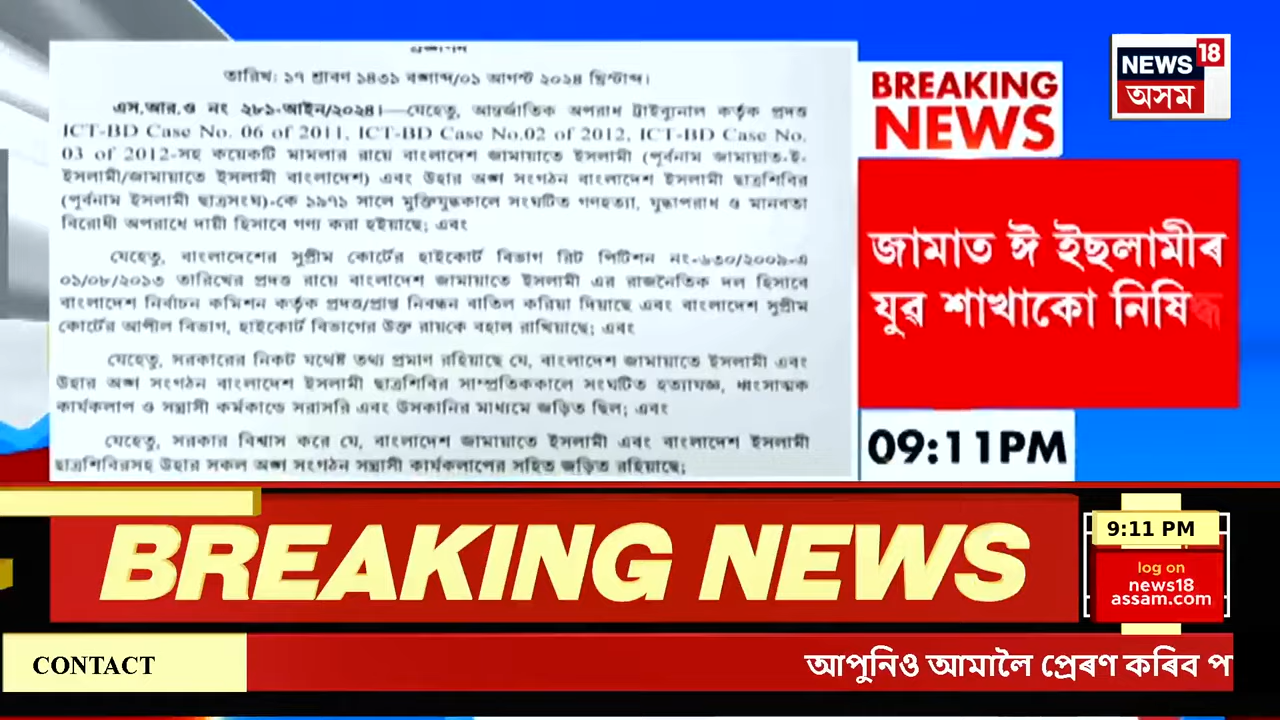 তারিখ: ১৭ শ্রাবণ ১৪৩১ বঙ্গাব্দ/০১ আগস্ট ২০২৪ খ্রিস্টাব্দ।
এস.আর.ও নং ২৮১-আইন/২০২৪।—যেহেতু, আন্তর্জাতিক অপরাধ ট্রাইব্যুনাল কর্তৃক প্রদত্ত
ICT-BD Case No. 06 of 2011, ICT-BD Case No.02 of 2012, ICT-BD Case No.
03 of 2012-সহ কয়েকটি মামলার রায়ে বাংলাদেশ জামায়াতে ইসলামী (পূর্বনাম জামায়াত-ই-
ইসলামী/জামায়াতে ইসলামী বাংলাদেশ) এবং উহার অঙ্গ সংগঠন বাংলাদেশ ইসলামী ছাত্রশিবির
(পূর্বনাম ইসলামী ছাত্রসংঘ)-কে ১৯৭১ সালে মুক্তিযুদ্ধকালে সংঘটিত গণহত্যা, যুদ্ধাপরাধ ও মানবতা
বিরোধী অপরাধে দায়ী হিসাবে গণ্য করা হইয়াছে; এবং
যেহেতু, বাংলাদেশের সুপ্রীম কোর্টের হাইকোর্ট বিভাগ রিট পিটিশন নং-৬৩০/২০০৯-এ
০১/০৮/২০১৩ তারিখের প্রদত্ত রায়ে বাংলাদেশ জামায়াতে ইসলামী এর রাজনৈতিক দল হিসাবে
বাংলাদেশ নির্বাচন কমিশন কর্তৃক প্রদত্ত/প্রাপ্ত নিবন্ধন বাতিল করিয়া দিয়াছে এবং বাংলাদেশ সুপ্রীম
কোর্টের আপীল বিভাগ, হাইকোর্ট বিভাগের উক্ত রায়কে বহাল রাখিয়াছে; এবং
যেহেতু, সরকারের নিকট যথেষ্ট তথ্য প্রমাণ রহিয়াছে যে, বাংলাদেশ জামায়াতে ইসলামী এবং
উহার অঙ্গ সংগঠন বাংলাদেশ ইসলামী ছাত্রশিবির সাম্প্রতিককালে সংঘটিত হত্যাযজ্ঞ, ধ্বংসাত্মক
কার্যকলাপ ও সন্ত্রাসী কর্মকান্ডে সরাসরি এবং উসকানির মাধ্যমে জড়িত ছিল; এবং
যেহেতু, সরকার বিশ্বাস করে যে, বাংলাদেশ জামায়াতে ইসলামী এবং বাংলাদেশ ইসলামী
ছাত্রশিবিরসহ উহার সকল অঙ্গ সংগঠন সন্ত্রাসী কার্যকলাপের সহিত জড়িত রহিয়াছে;
NEWS 18
অসম
BREAKING
NEWS
জামাত ঈ ইছলামীৰ
যুৱ শাখাকো নিষিদ্ধ
09:11PM
BREAKING NEWS
9:11 PM
log on
news18
assam.com
CONTACT
আপুনিও আমালৈ প্ৰেৰণ কৰিব প